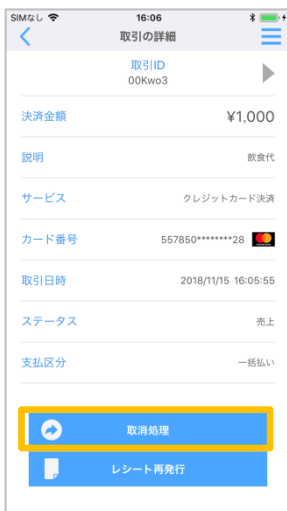 SIMなし 16:06
取引の詳細
取引ID
00Kwo3
決済金額 ¥1,000
説明 飲食代
サービス クレジットカード決済
カード番号 557850********28
取引日時 2018/11/15 16:05:55
ステータス 売上
支払区分 一括払い
取消処理
レシート再発行